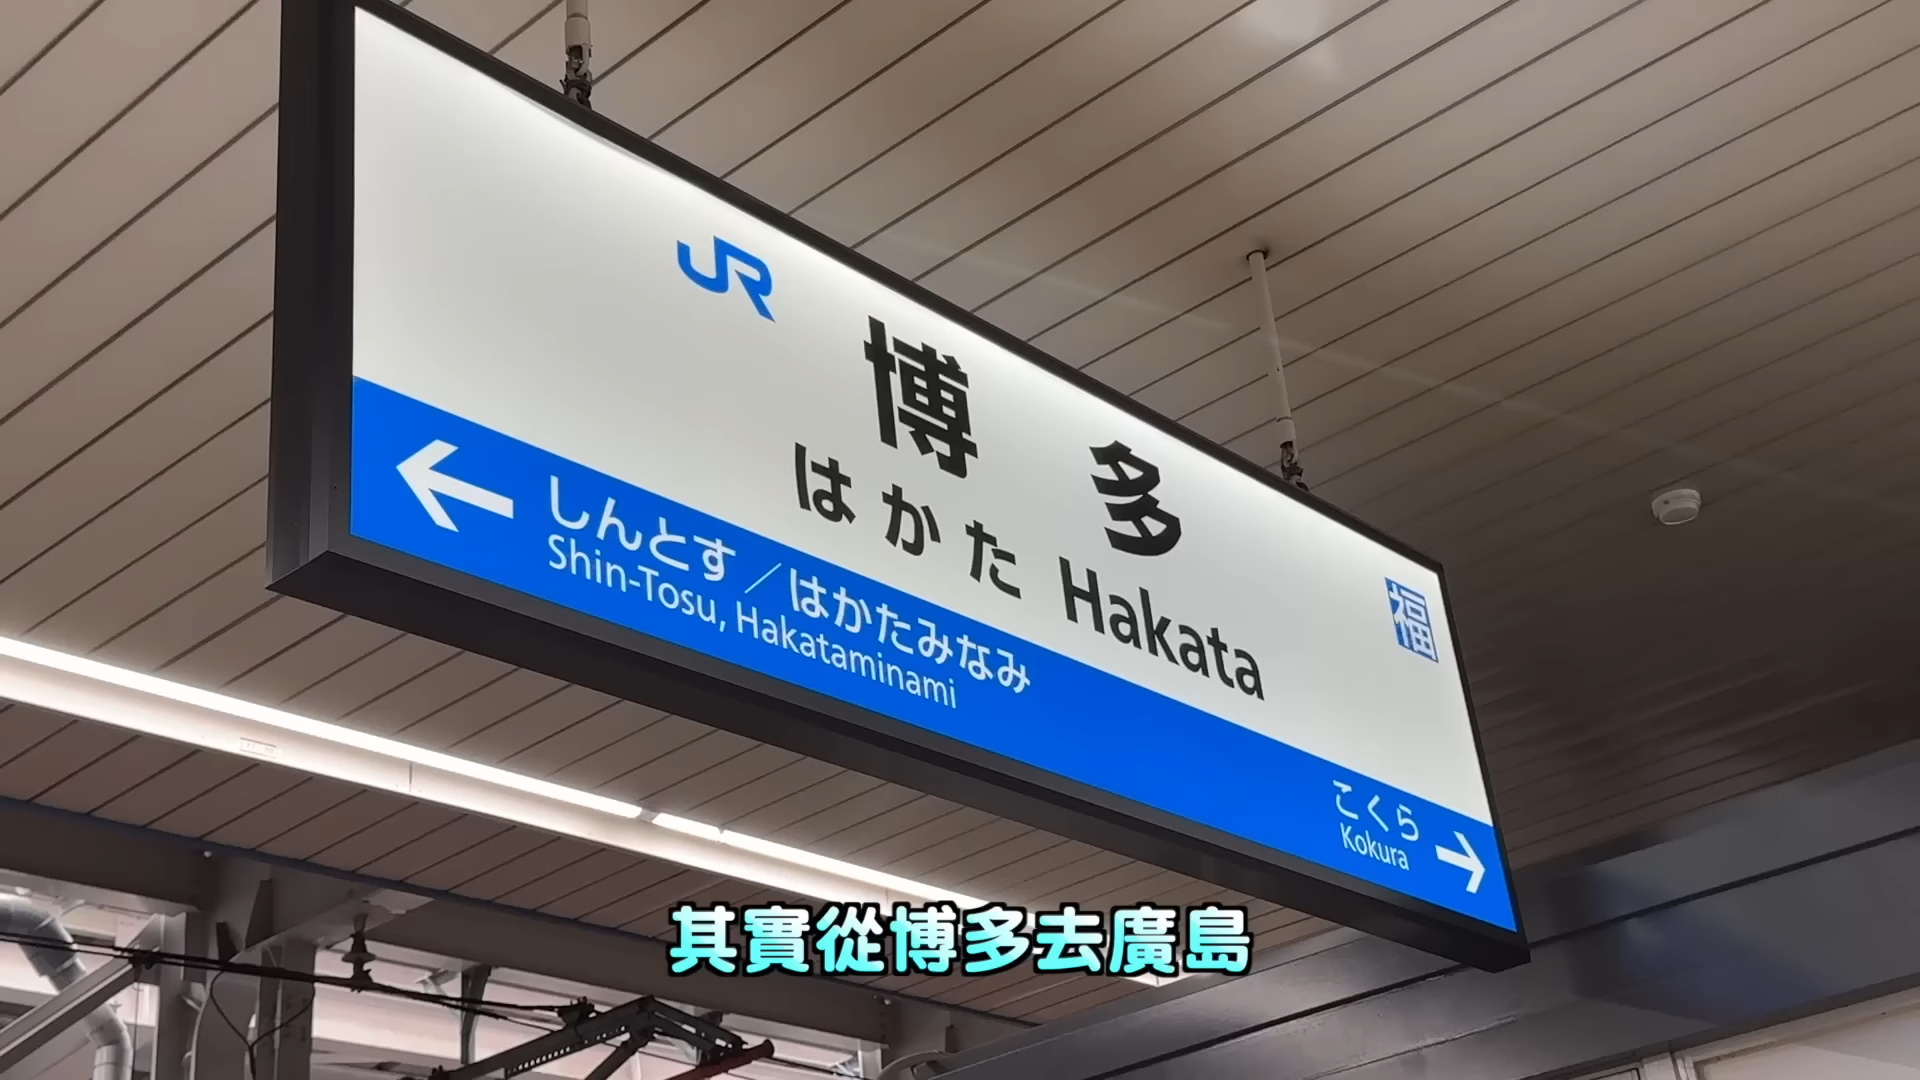 JR
博多
はかた Hakata
福
しんとす／はかたみなみ
Shin-Tosu, Hakataminami
こくら
Kokura
其實從博多去廣島